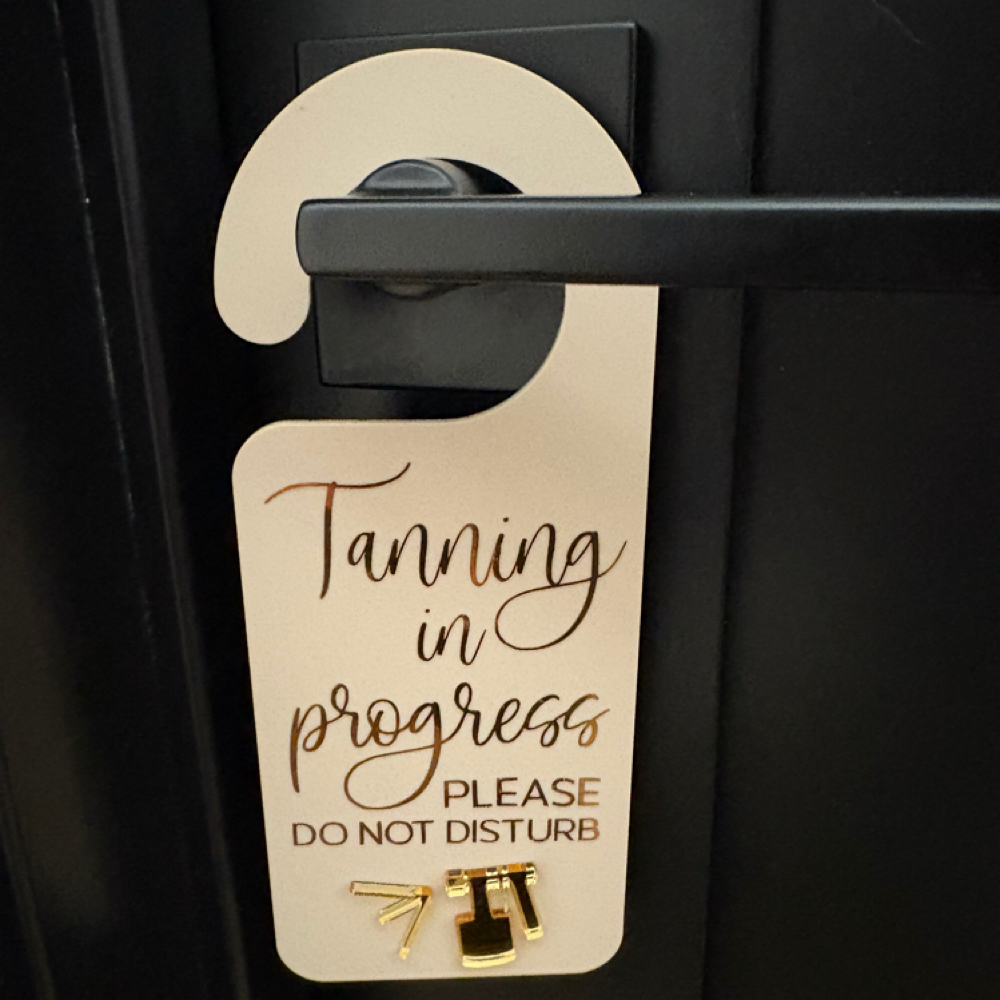 Tanning
in
progress
PLEASE
DO NOT DISTURB